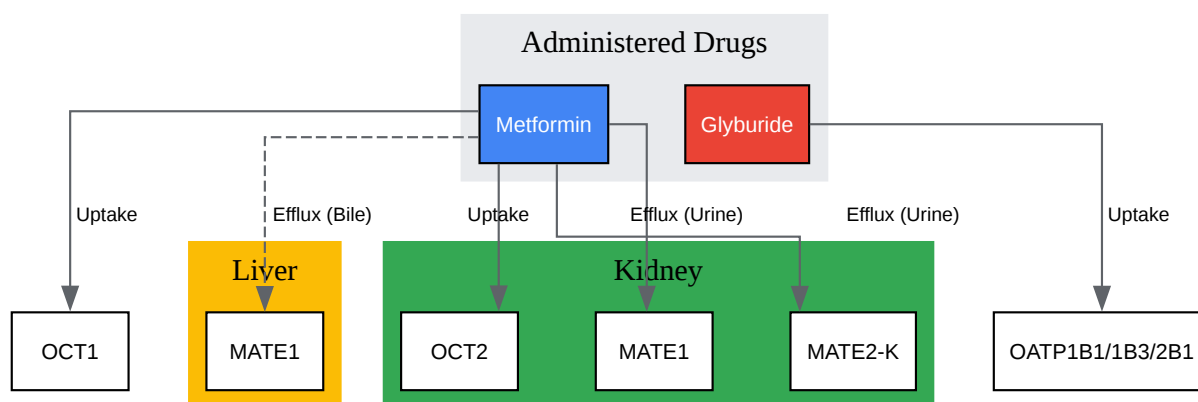 Administered Drugs
Metformin
Glyburide
Uptake
Efflux (Bile)
Uptake
Efflux (Urine)
Efflux (Urine)
Uptake
Liver
Kidney
OCT1
MATE1
OCT2
MATE1
MATE2-K
OATP1B1/1B3/2B1